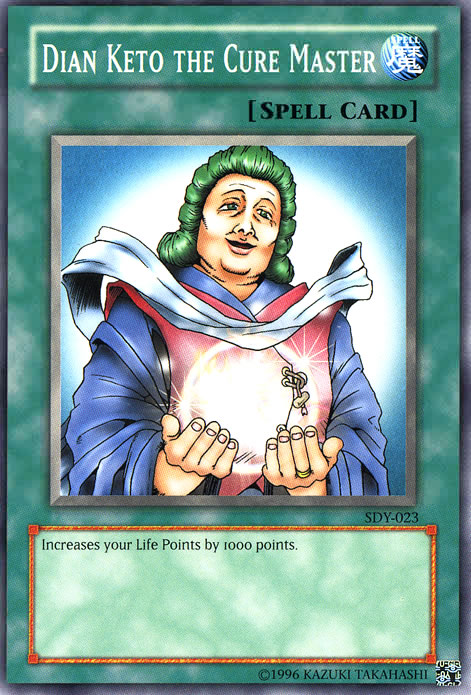 DIAN KETO THE CURE MASTER
SPELL
魔
[SPELL CARD]
SDY-023
Increases your Life Points by 1000 points.
©1996 KAZUKI TAKAHASHI